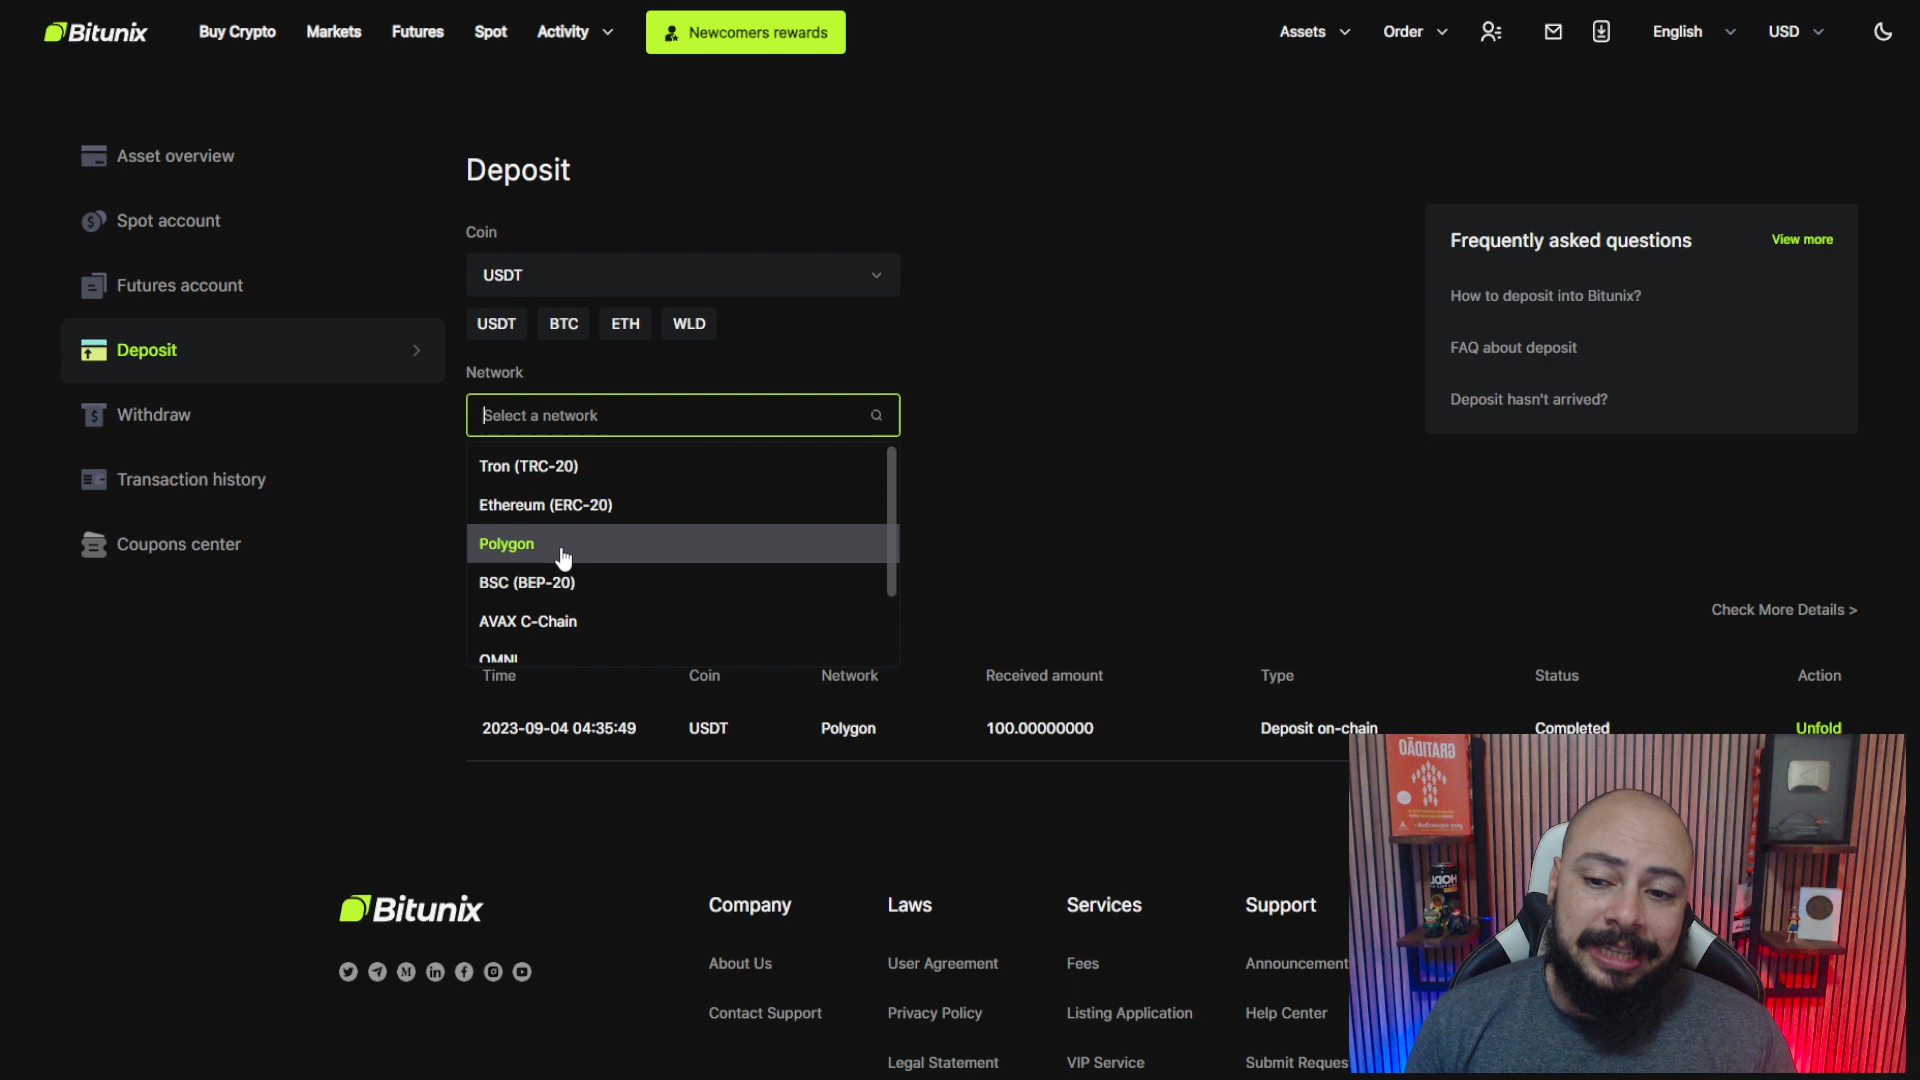 Bitunix Buy Crypto Markets Futures Spot Activity Newcomers rewards Assets Order English USD
Asset overview
Spot account
Futures account
Deposit
Withdraw
Transaction history
Coupons center
Deposit
Coin
USDT
USDT BTC ETH WLD
Network
Select a network
Tron (TRC-20)
Ethereum (ERC-20)
Polygon
BSC (BEP-20)
AVAX C-Chain
OMNI
Frequently asked questions View more
How to deposit into Bitunix?
FAQ about deposit
Deposit hasn't arrived?
Check More Details >
Time Coin Network Received amount Type Status Action
2023-09-04 04:35:49 USDT Polygon 100.00000000 Deposit on-chain Completed Unfold
GRATIDÃO
HODL
Bitunix
Company
About Us
Contact Support
Laws
User Agreement
Privacy Policy
Legal Statement
Services
Fees
Listing Application
VIP Service
Support
Announcement
Help Center
Submit Reques